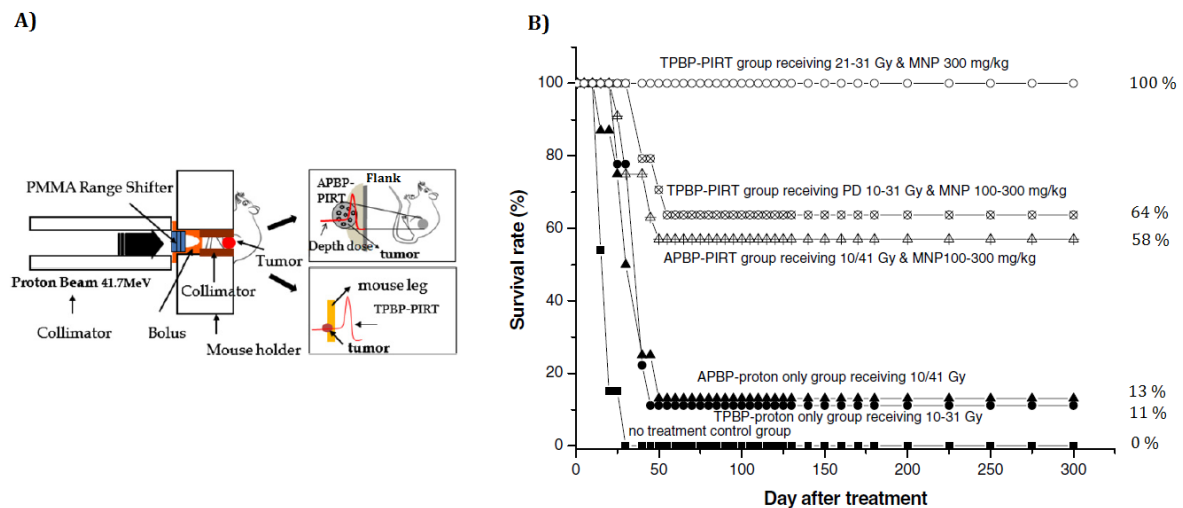 A)
PMMA Range Shifter
Proton Beam 41.7MeV
Collimator
Bolus
Collimator
Tumor
Mouse holder
APBP-
PIRT
Flank
Depth dose
tumor
mouse leg
TPBP-PIRT
tumor
B)
TPBP-PIRT group receiving 21-31 Gy & MNP 300 mg/kg
100 %
TPBP-PIRT group receiving PD 10-31 Gy & MNP 100-300 mg/kg
64 %
58 %
APBP-PIRT group receiving 10/41 Gy & MNP100-300 mg/kg
APBP-proton only group receiving 10/41 Gy
13 %
11 %
TPBP-proton only group receiving 10-31 Gy
no treatment control group
0 %
Survival rate (%)
100
80
60
40
20
0
0 50 100 150 200 250 300
Day after treatment